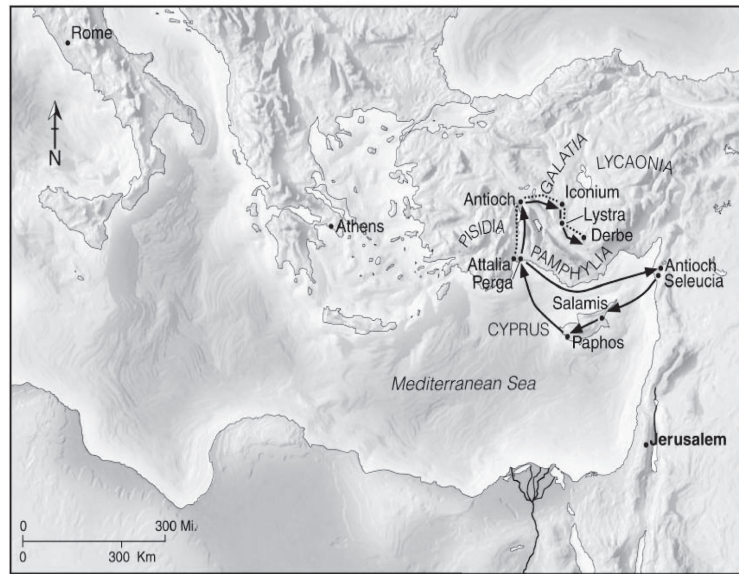 Rome
N
GALATIA
LYCAONIA
Antioch
Iconium
PISIDIA
Lystra
Athens
Derbe
PAMPHYLIA
Attalia
Perga
Antioch
Seleucia
Salamis
CYPRUS
Paphos
Mediterranean Sea
Jerusalem
0 300 Mi.
0 300 Km